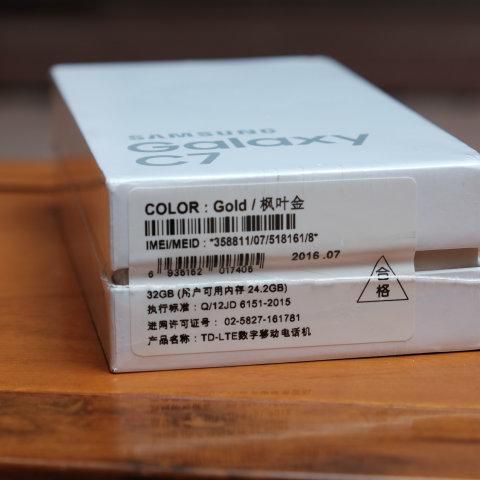 SAMSUNG
Galaxy
C7
COLOR : Gold / 枫叶金
IMEI/MEID : "358811/07/518161/8"
2016 .07
6 936162 017406
32GB (用户可用内存 24.2GB)
合格
执行标准: Q/12JD 6151-2015
进网许可证号: 02-5827-161781
产品名称: TD-LTE数字移动电话机